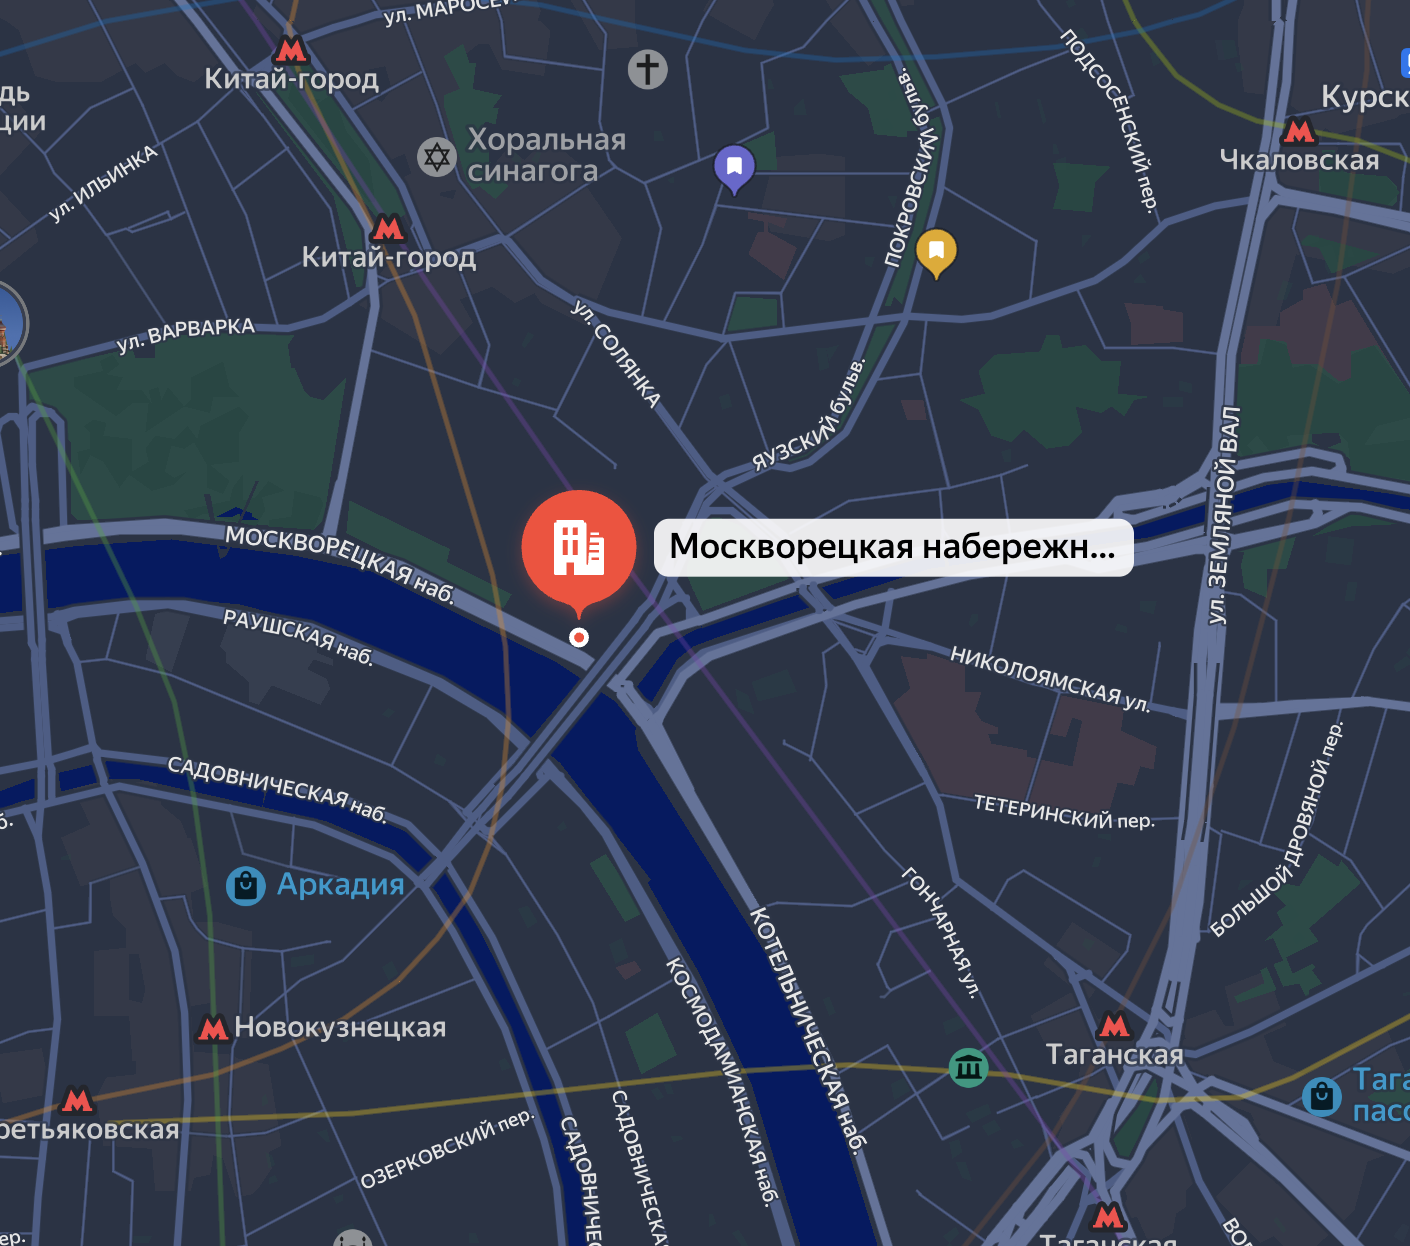 ул. МАРОСЕЙ
Китай-город
ПОДСОСЕНСКИЙ пер.
Курск
дь
ции
Хоральная
синагога
ул. ИЛЬИНКА
Чкаловская
ПОКРОВСКИЙ бульв.
Китай-город
ул. ВАРВАРКА
ул. СОЛЯНКА
ЯУЗСКИЙ бульв.
ул. ЗЕМЛЯНОЙ ВАЛ
МОСКВОРЕЦКАЯ наб.
Москворецкая набережн...
РАУШСКАЯ наб.
НИКОЛОЯМСКАЯ ул.
САДОВНИЧЕСКАЯ наб.
ТЕТЕРИНСКИЙ пер.
БОЛЬШОЙ ДРОВЯНОЙ пер.
б.
Аркадия
ГОНЧАРНАЯ ул.
КОТЕЛЬНИЧЕСКАЯ наб.
КОСМОДАМИАНСКАЯ наб.
Новокузнецкая
Таганская
Тага
пасс
ретьяковская
ОЗЕРКОВСКИЙ пер.
САДОВНИЧЕС
САДОВНИЧЕСКАЯ
ер.
ВОР
Таганская